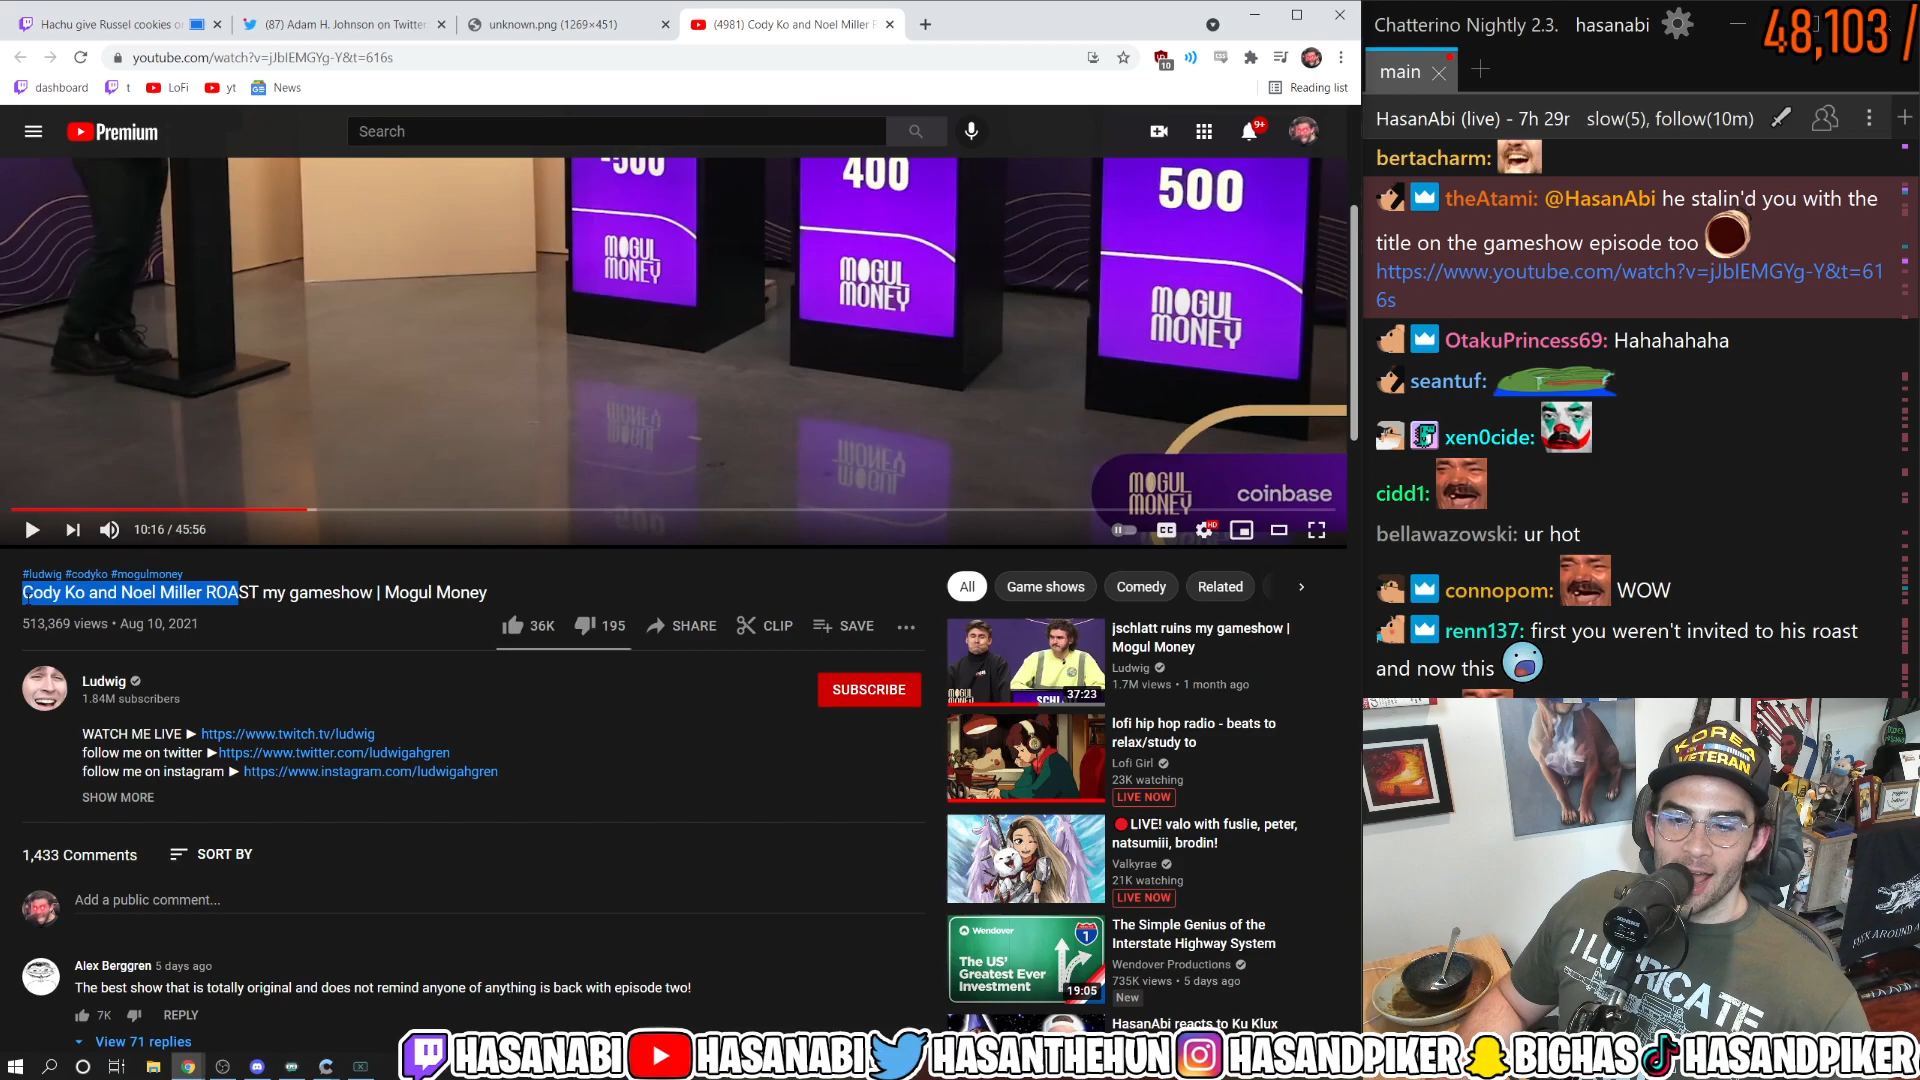 Hachu give Russel cookies o
(87) Adam H. Johnson on Twitter
unknown.png (1269×451)
(4981) Cody Ko and Noel Miller R
youtube.com/watch?v=jJbIEMGYg-Y&t=616s
10
dashboard
t
LoFi
yt
News
Reading list
Premium
Search
9+
-500
400
500
MOGUL
MONEY
MOGUL
MONEY
MOGUL
MONEY
MOGUL
MONEY
coinbase
10:16 / 45:56
CC
HD
#ludwig #codyko #mogulmoney
Cody Ko and Noel Miller ROAST my gameshow | Mogul Money
513,369 views • Aug 10, 2021
36K
195
SHARE
CLIP
SAVE
Ludwig
1.84M subscribers
SUBSCRIBE
WATCH ME LIVE ► https://www.twitch.tv/ludwig
follow me on twitter ►https://www.twitter.com/ludwigahgren
follow me on instagram ► https://www.instagram.com/ludwigahgren
SHOW MORE
1,433 Comments
SORT BY
Add a public comment...
Alex Berggren 5 days ago
The best show that is totally original and does not remind anyone of anything is back with episode two!
7K
REPLY
View 71 replies
All
Game shows
Comedy
Related
jschlatt ruins my gameshow |
Mogul Money
Ludwig
1.7M views • 1 month ago
37:23
lofi hip hop radio - beats to
relax/study to
Lofi Girl
23K watching
LIVE NOW
LIVE! valo with fuslie, peter,
natsumiii, brodin!
Valkyrae
21K watching
LIVE NOW
Wendover
The US'
Greatest Ever
Investment
19:05
The Simple Genius of the
Interstate Highway System
Wendover Productions
735K views • 5 days ago
New
HasanAbi reacts to Ku Klux
Chatterino Nightly 2.3.
hasanabi
48,103 /
main
HasanAbi (live) - 7h 29r
slow(5), follow(10m)
bertacharm:
theAtami: @HasanAbi he stalin'd you with the
title on the gameshow episode too
https://www.youtube.com/watch?v=jJbIEMGYg-Y&t=61
6s
OtakuPrincess69: Hahahahaha
seantuf:
xen0cide:
cidd1:
bellawazowski: ur hot
connopom: WOW
renn137: first you weren't invited to his roast
and now this
KOREA
VETERAN
HASANABI
HASANABI
HASANTHEHUN
HASANDPIKER
BIGHAS
HASANDPIKER